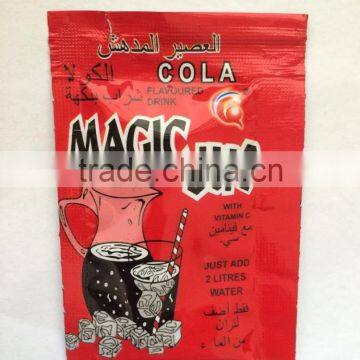 العصير المدهش
الكولا
COLA
شراب بنكهة
FLAVOURED
DRINK
MAGIC
trade.china.cn
WITH
VITAMIN C
مع فيتامين
سي.
JUST ADD
2 LITRES
WATER
فقط أضف
لتران
من الماء